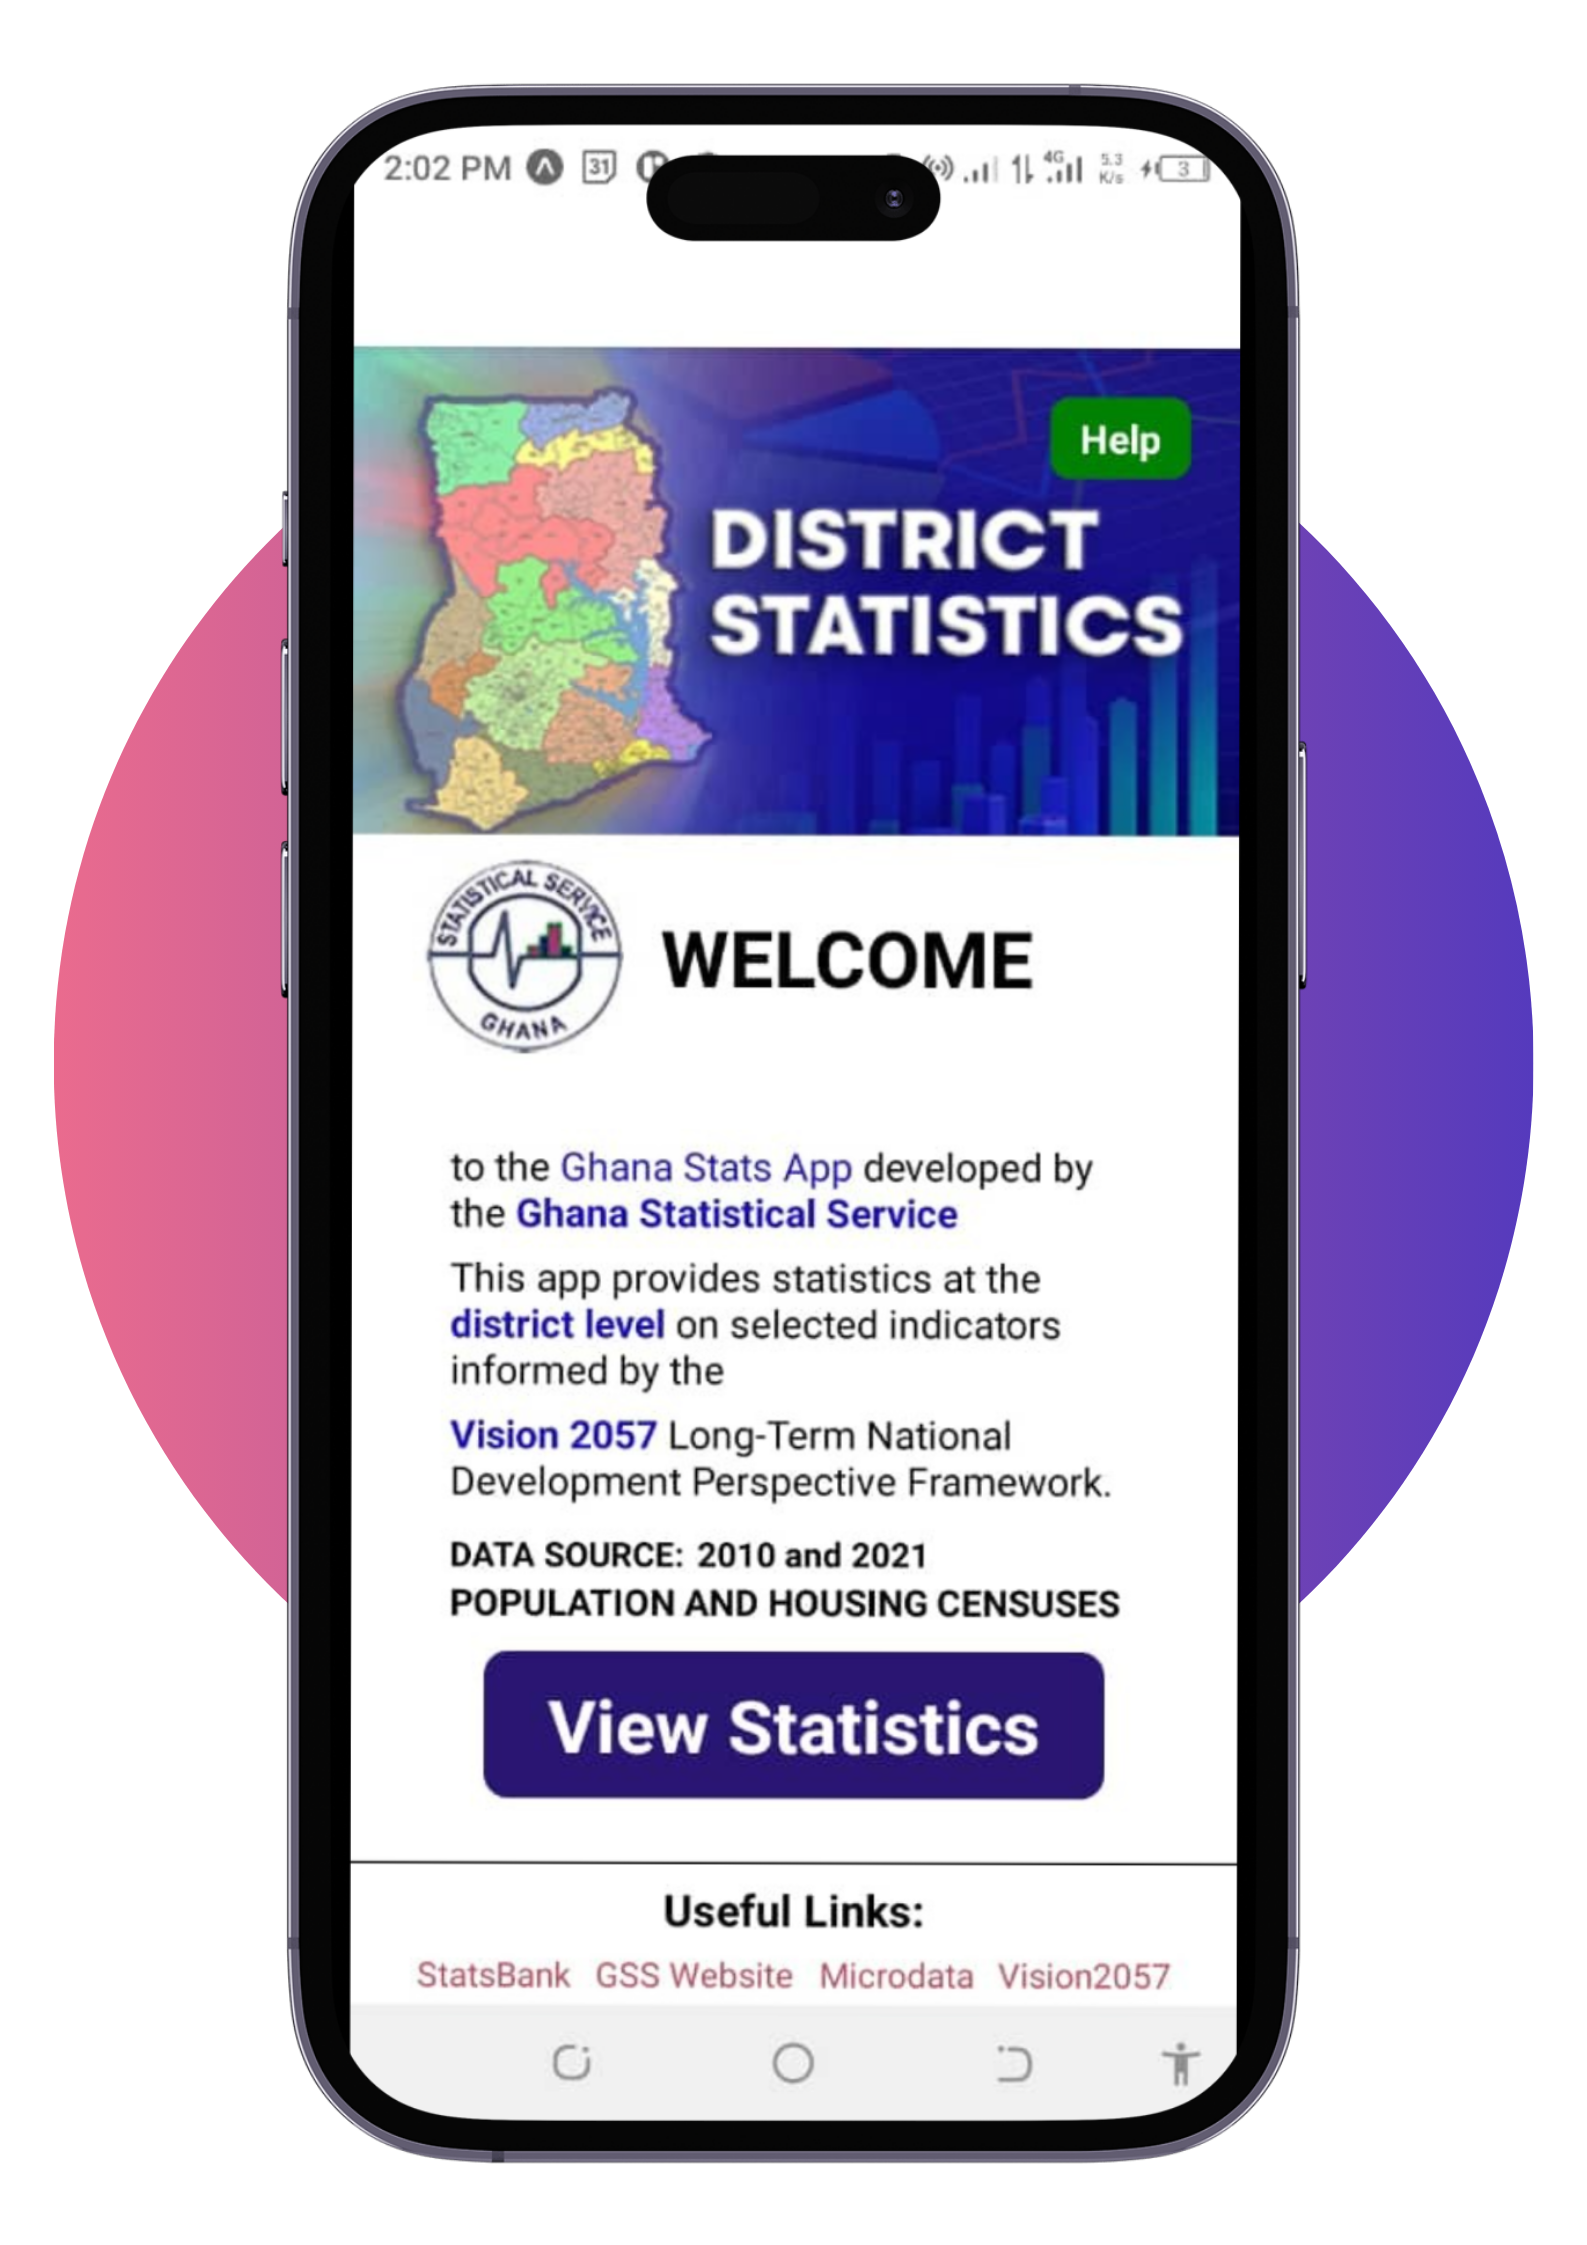 2:02 PM 31 4G 5.3 K/s 3
Help
DISTRICT
STATISTICS
STATISTICAL SERVICE
GHANA
WELCOME
to the Ghana Stats App developed by
the Ghana Statistical Service
This app provides statistics at the
district level on selected indicators
informed by the
Vision 2057 Long-Term National
Development Perspective Framework.
DATA SOURCE: 2010 and 2021
POPULATION AND HOUSING CENSUSES
View Statistics
Useful Links:
StatsBank GSS Website Microdata Vision2057